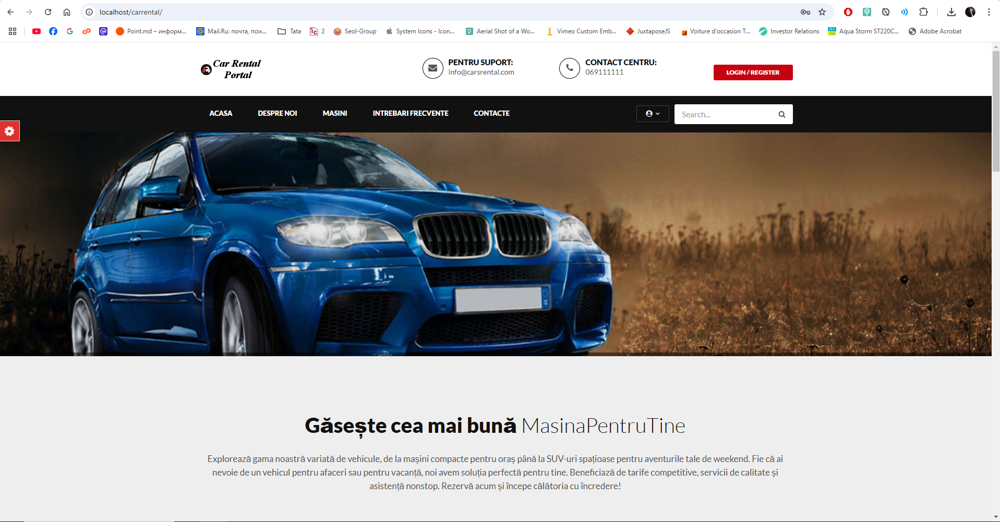 localhost/carrental/
Point.md – информ...
Mail.Ru: почта, пои...
Tata
2
Seol-Group
System Icons - Icon...
Aerial Shot of a Wo...
Vimeo Custom Emb...
JuxtaposeJS
Voiture d'occasion T...
Investor Relations
Aqua Storm ST220C...
Adobe Acrobat
Car Rental
Portal
PENTRU SUPORT:
info@carsrental.com
CONTACT CENTRU:
069111111
LOGIN / REGISTER
ACASA
DESPRE NOI
MASINI
INTREBARI FRECVENTE
CONTACTE
Search...
Găsește cea mai bună MasinaPentruTine
Explorează gama noastră variată de vehicule, de la mașini compacte pentru oraș până la SUV-uri spațioase pentru aventurile tale de weekend. Fie că ai
nevoie de un vehicul pentru afaceri sau pentru vacanță, noi avem soluția perfectă pentru tine. Beneficiază de tarife competitive, servicii de calitate și
asistență nonstop. Rezervă acum și începe călătoria cu încredere!